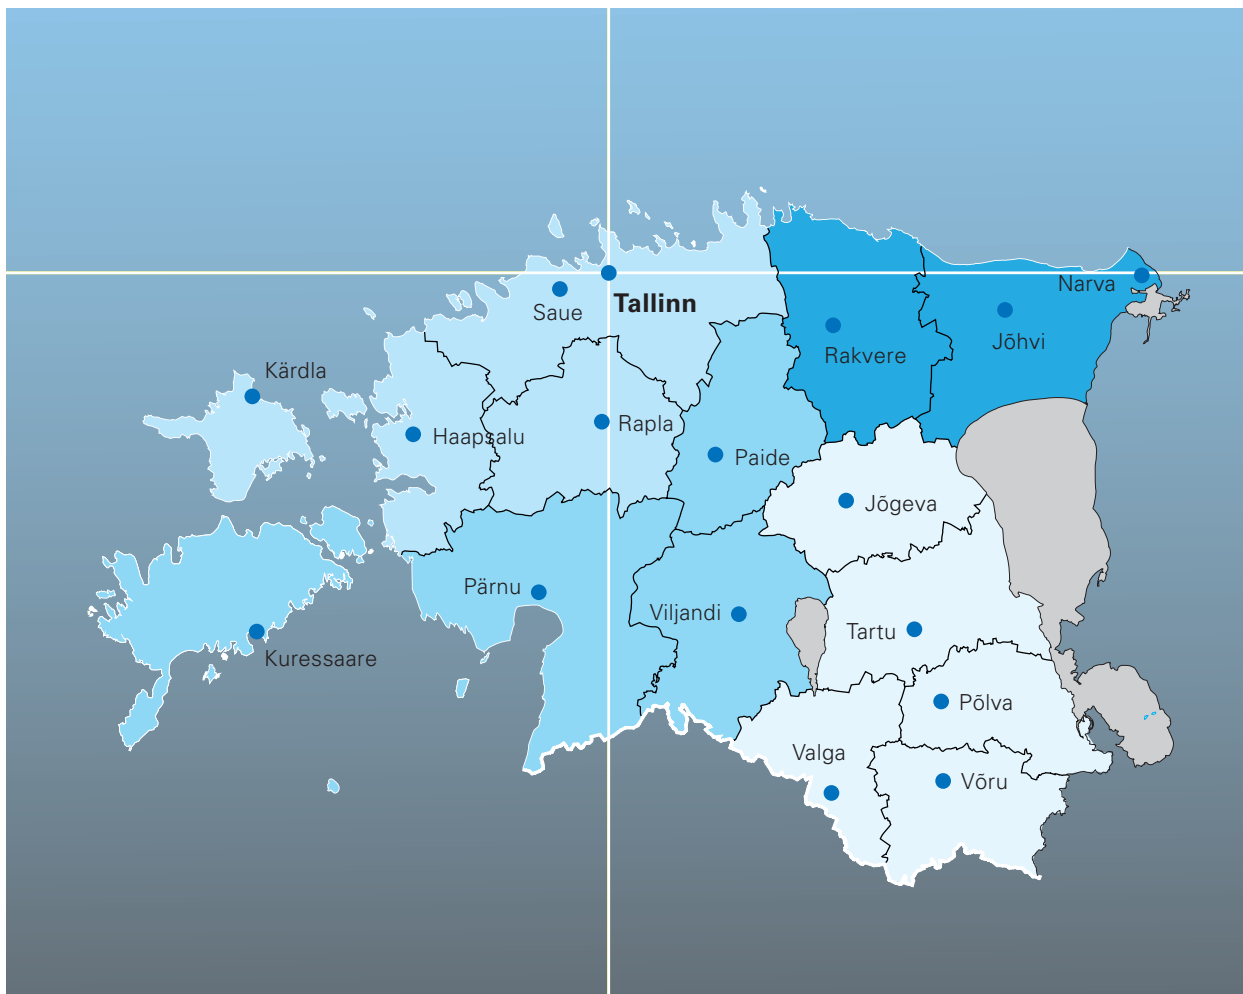 Narva
Tallinn
Saue
Jõhvi
Rakvere
Kärdla
Rapla
Haapsalu
Paide
Jõgeva
Pärnu
Viljandi
Tartu
Kuressaare
Põlva
Valga
Võru